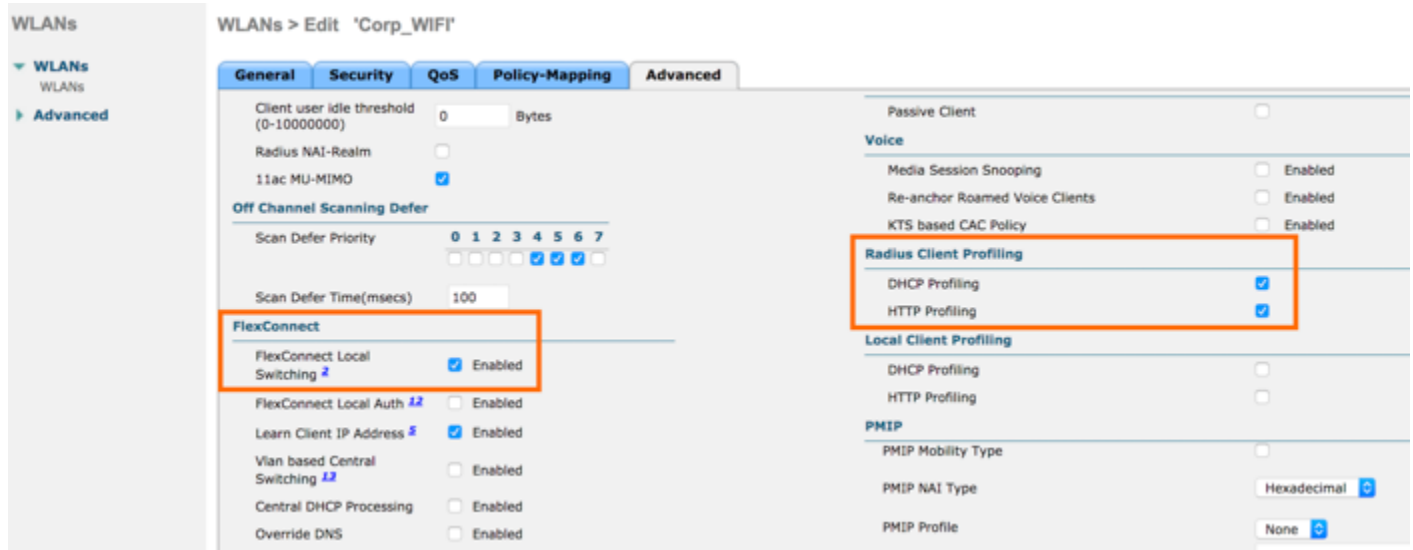 WLANs
WLANs
WLANs
Advanced
WLANs > Edit 'Corp_WIFI'
General Security QoS Policy-Mapping Advanced
Client user idle threshold
(0-10000000)
0 Bytes
Radius NAI-Realm
11ac MU-MIMO
Off Channel Scanning Defer
Scan Defer Priority
0 1 2 3 4 5 6 7
Scan Defer Time(msecs) 100
FlexConnect
FlexConnect Local
Switching 2 Enabled
FlexConnect Local Auth 12 Enabled
Learn Client IP Address 5 Enabled
Vlan based Central
Switching 13 Enabled
Central DHCP Processing Enabled
Override DNS Enabled
Passive Client
Voice
Media Session Snooping Enabled
Re-anchor Roamed Voice Clients Enabled
KTS based CAC Policy Enabled
Radius Client Profiling
DHCP Profiling
HTTP Profiling
Local Client Profiling
DHCP Profiling
HTTP Profiling
PMIP
PMIP Mobility Type
PMIP NAI Type Hexadecimal
PMIP Profile None